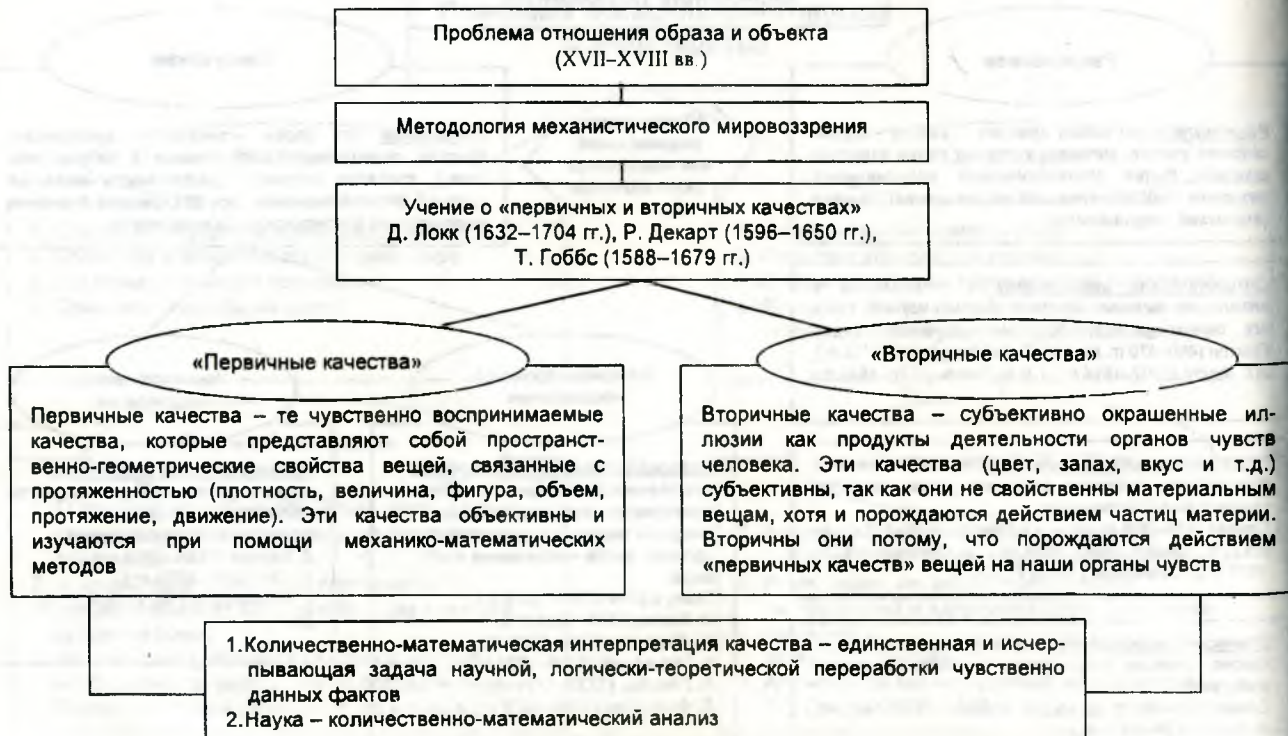 Проблема отношения образа и объекта
(XVII–XVIII вв.)
Методология механистического мировоззрения
Учение о «первичных и вторичных качествах»
Д. Локк (1632–1704 гг.), Р. Декарт (1596–1650 гг.),
Т. Гоббс (1588–1679 гг.)
«Первичные качества»
Первичные качества – те чувственно воспринимаемые
качества, которые представляют собой пространст-
венно-геометрические свойства вещей, связанные с
протяженностью (плотность, величина, фигура, объем,
протяжение, движение). Эти качества объективны и
изучаются при помощи механико-математических
методов
«Вторичные качества»
Вторичные качества – субъективно окрашенные ил-
люзии как продукты деятельности органов чувств
человека. Эти качества (цвет, запах, вкус и т.д.)
субъективны, так как они не свойственны материальным
вещам, хотя и порождаются действием частиц материи.
Вторичны они потому, что порождаются действием
«первичных качеств» вещей на наши органы чувств
1.Количественно-математическая интерпретация качества – единственная и исчер-
пывающая задача научной, логически-теоретической переработки чувственно
данных фактов
2.Наука – количественно-математический анализ